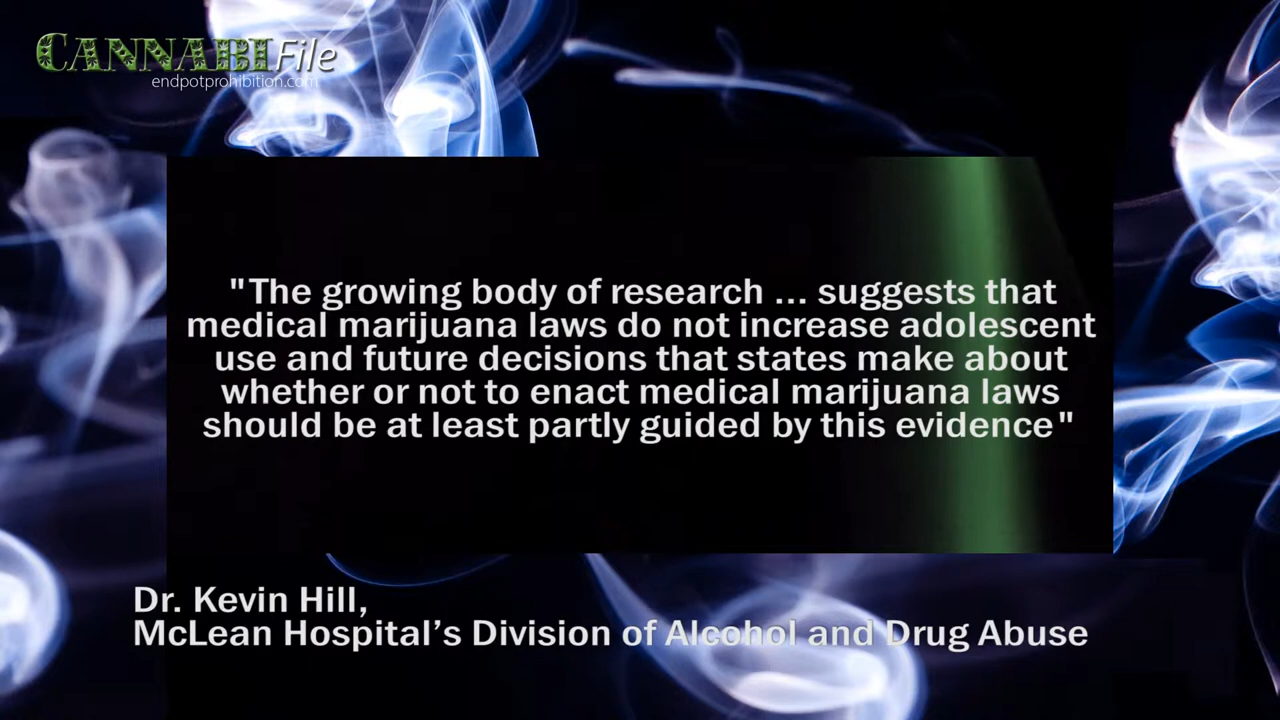 CANNABIFile
endpotprohibition.com
"The growing body of research ... suggests that
medical marijuana laws do not increase adolescent
use and future decisions that states make about
whether or not to enact medical marijuana laws
should be at least partly guided by this evidence"
Dr. Kevin Hill,
McLean Hospital’s Division of Alcohol and Drug Abuse